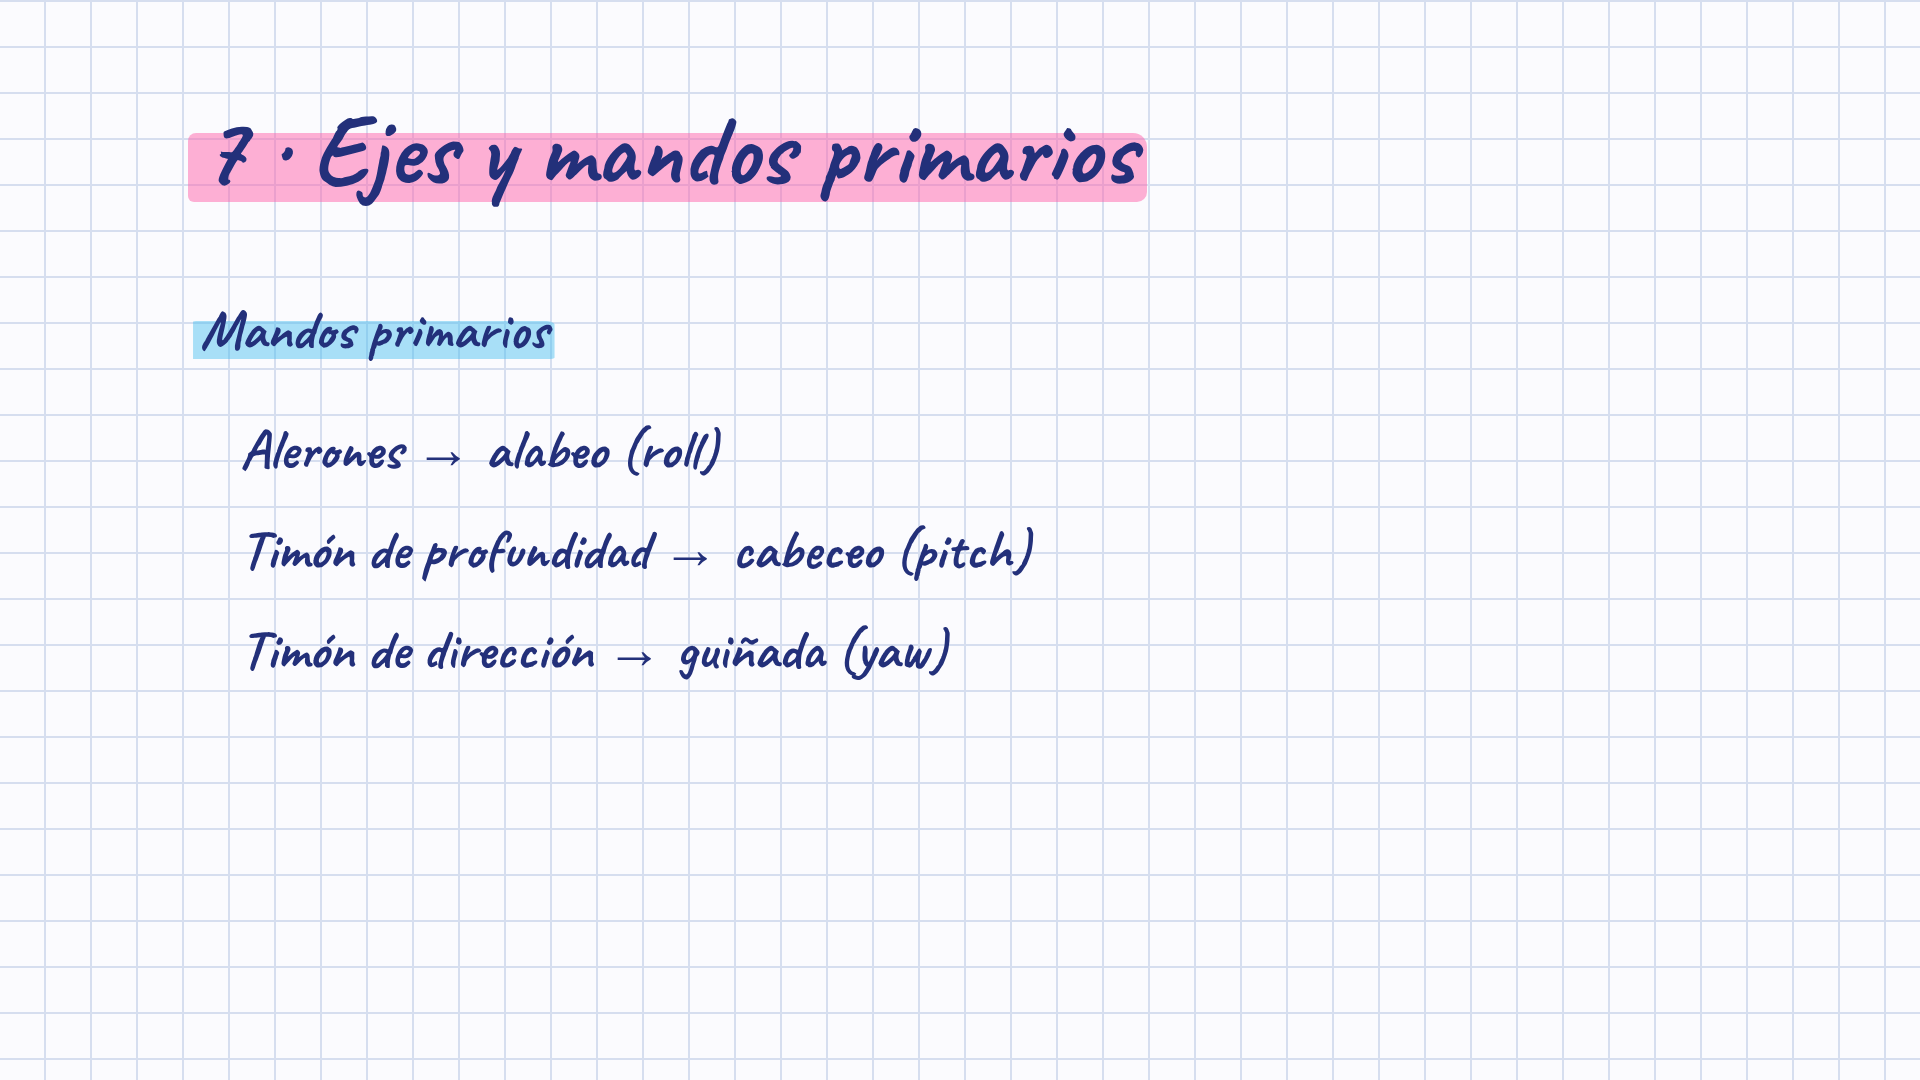 7 · Ejes y mandos primarios
Mandos primarios
Alerones → alabeo (roll)
Timón de profundidad → cabeceo (pitch)
Timón de dirección → guiñada (yaw)